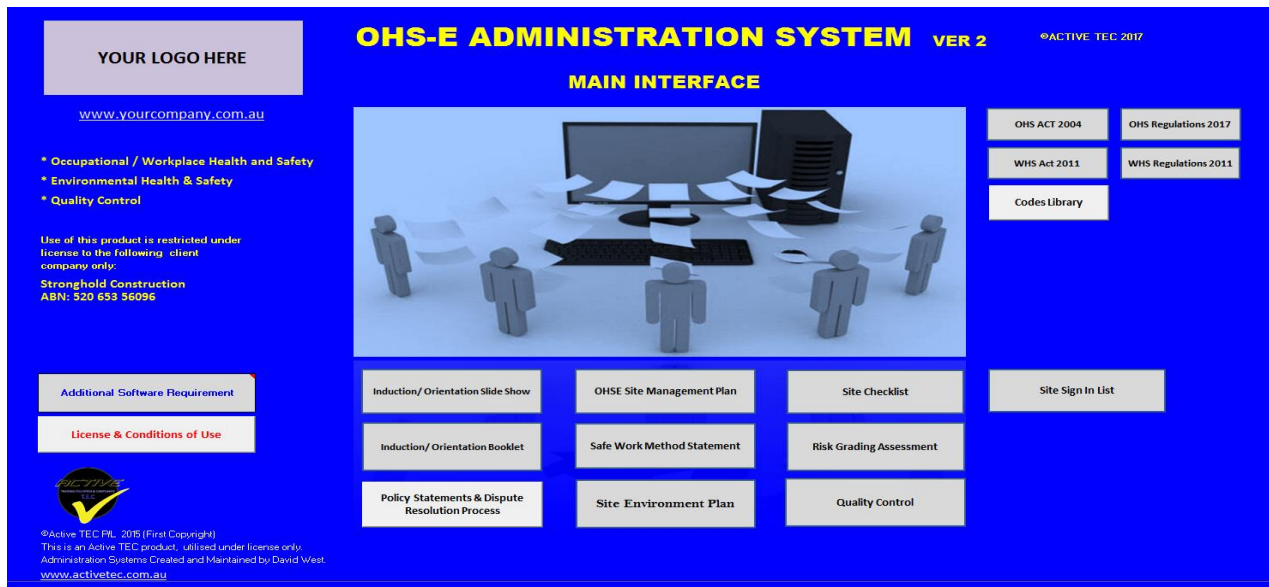 YOUR LOGO HERE
www.yourcompany.com.au
* Occupational / Workplace Health and Safety
* Environmental Health & Safety
* Quality Control
Use of this product is restricted under
license to the following client
company only:
Stronghold Construction
ABN: 520 653 56096
Additional Software Requirement
License & Conditions of Use
ACTIVE
T.E.C
©Active TEC P/L 2015 (First Copyright)
This is an Active TEC product, utilised under license only.
Administration Systems Created and Maintained by David West.
www.activetec.com.au
OHS-E ADMINISTRATION SYSTEM VER 2
©ACTIVE TEC 2017
MAIN INTERFACE
OHS ACT 2004
OHS Regulations 2017
WHS Act 2011
WHS Regulations 2011
Codes Library
Induction/ Orientation Slide Show
OHSE Site Management Plan
Site Checklist
Site Sign In List
Induction/ Orientation Booklet
Safe Work Method Statement
Risk Grading Assessment
Policy Statements & Dispute
Resolution Process
Site Environment Plan
Quality Control